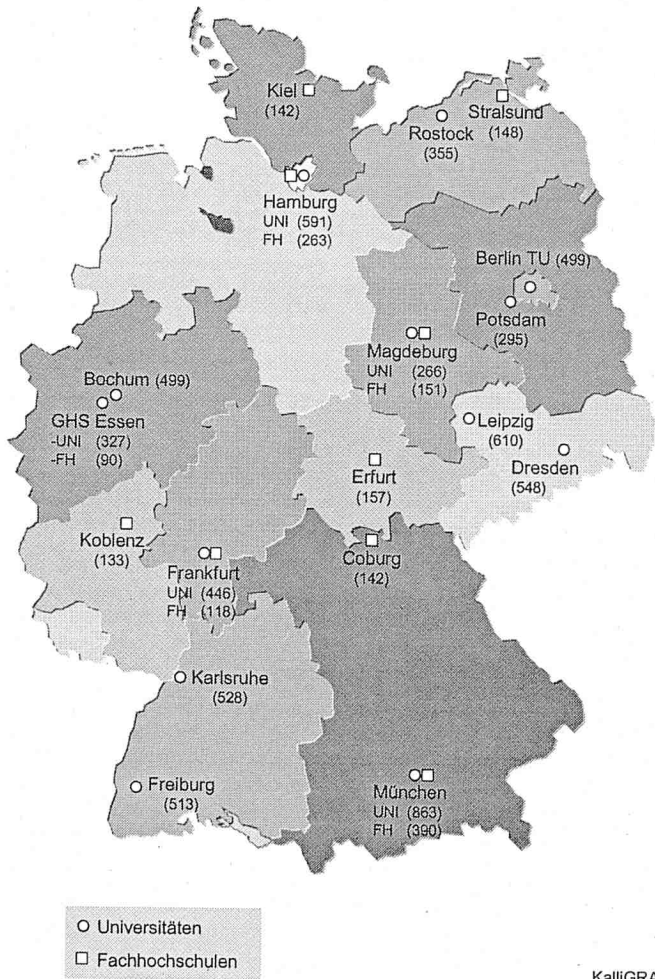 Kiel
(142)
Stralsund
(148)
Rostock
(355)
Hamburg
UNI (591)
FH (263)
Berlin TU (499)
Potsdam
(295)
Magdeburg
UNI (266)
FH (151)
Bochum (499)
GHS Essen
-UNI (327)
-FH (90)
Leipzig
(610)
Dresden
(548)
Erfurt
(157)
Koblenz
(133)
Coburg
(142)
Frankfurt
UNI (446)
FH (118)
Karlsruhe
(528)
Freiburg
(513)
München
UNI (863)
FH (390)
Universitäten
Fachhochschulen